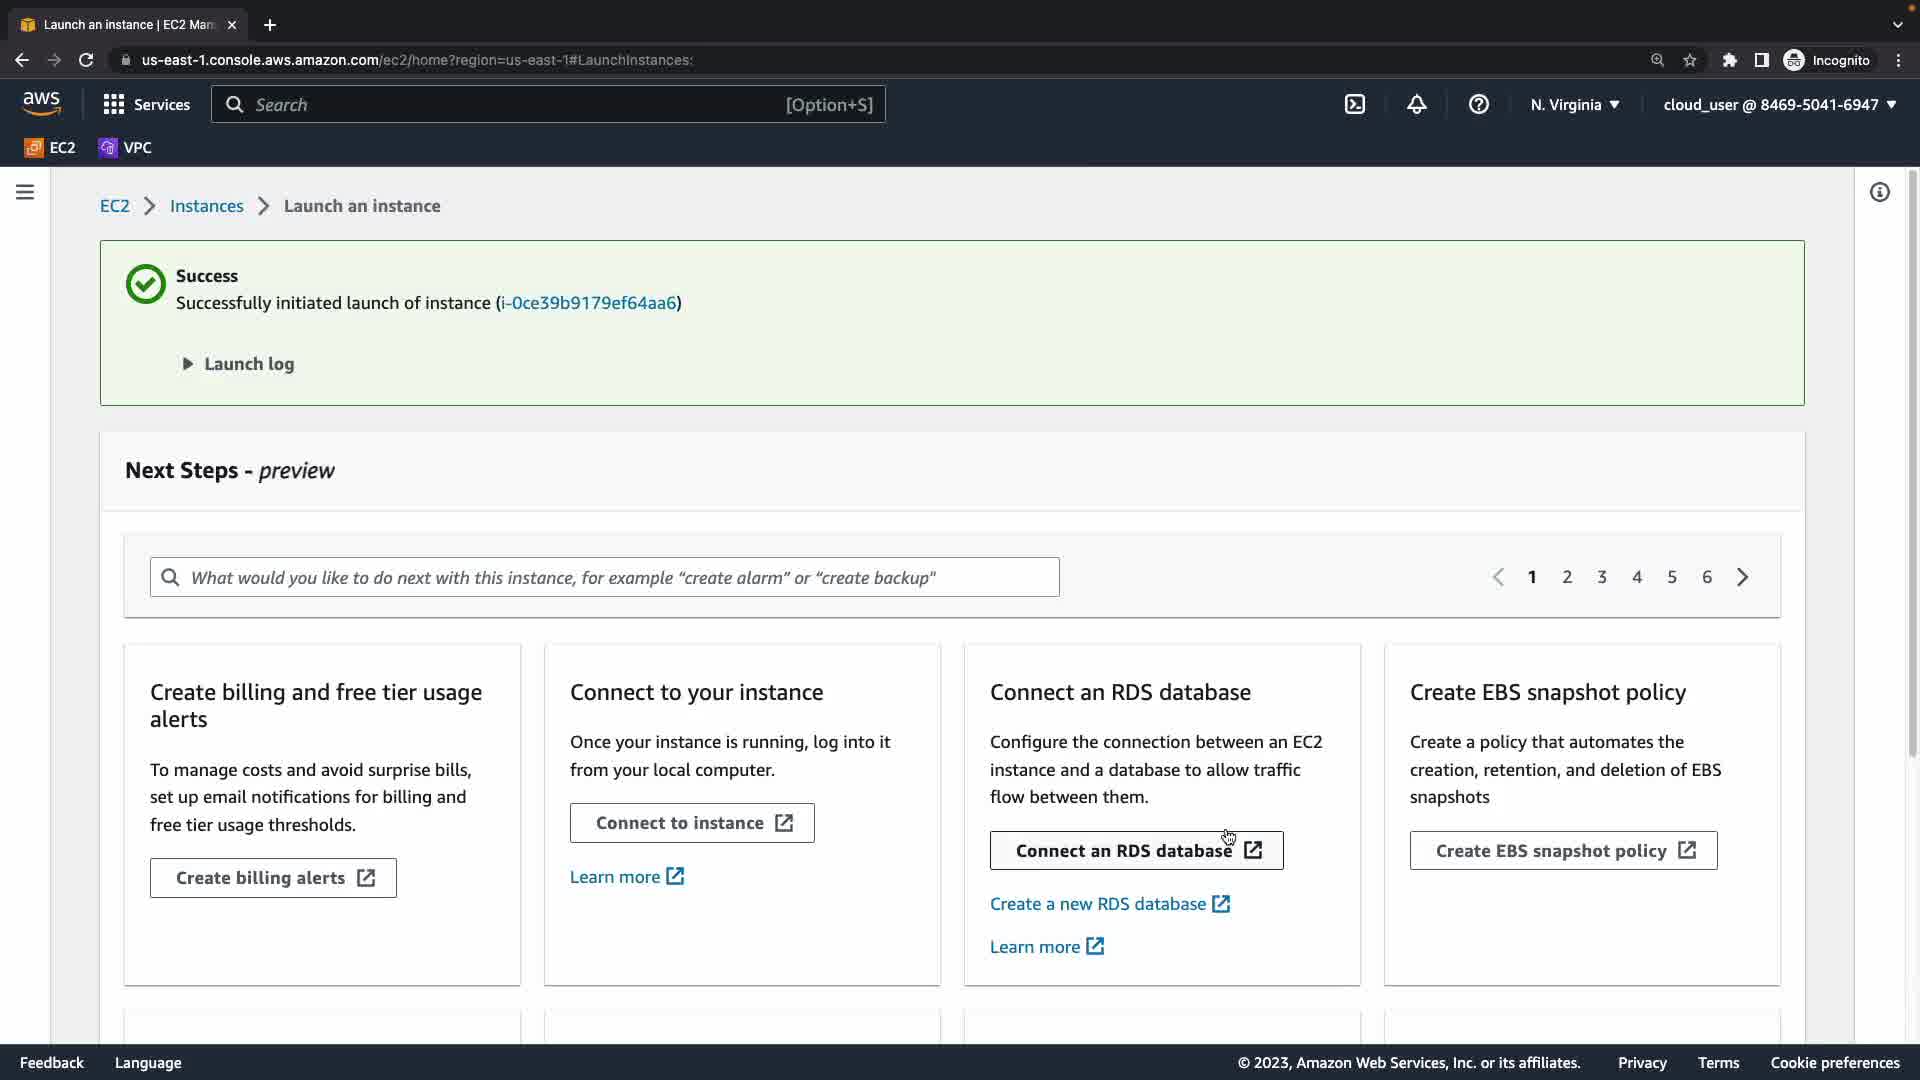 Launch an instance | EC2 Man
us-east-1.console.aws.amazon.com/ec2/home?region=us-east-1#LaunchInstances:
Incognito
aws
Services
Search
[Option+S]
N. Virginia
cloud_user @ 8469-5041-6947
EC2
VPC
EC2 > Instances > Launch an instance
Success
Successfully initiated launch of instance (i-0ce39b9179ef64aa6)
Launch log
Next Steps - preview
What would you like to do next with this instance, for example “create alarm” or “create backup"
1 2 3 4 5 6
Create billing and free tier usage
alerts
To manage costs and avoid surprise bills,
set up email notifications for billing and
free tier usage thresholds.
Create billing alerts
Connect to your instance
Once your instance is running, log into it
from your local computer.
Connect to instance
Learn more
Connect an RDS database
Configure the connection between an EC2
instance and a database to allow traffic
flow between them.
Connect an RDS database
Create a new RDS database
Learn more
Create EBS snapshot policy
Create a policy that automates the
creation, retention, and deletion of EBS
snapshots
Create EBS snapshot policy
Feedback
Language
© 2023, Amazon Web Services, Inc. or its affiliates.
Privacy
Terms
Cookie preferences